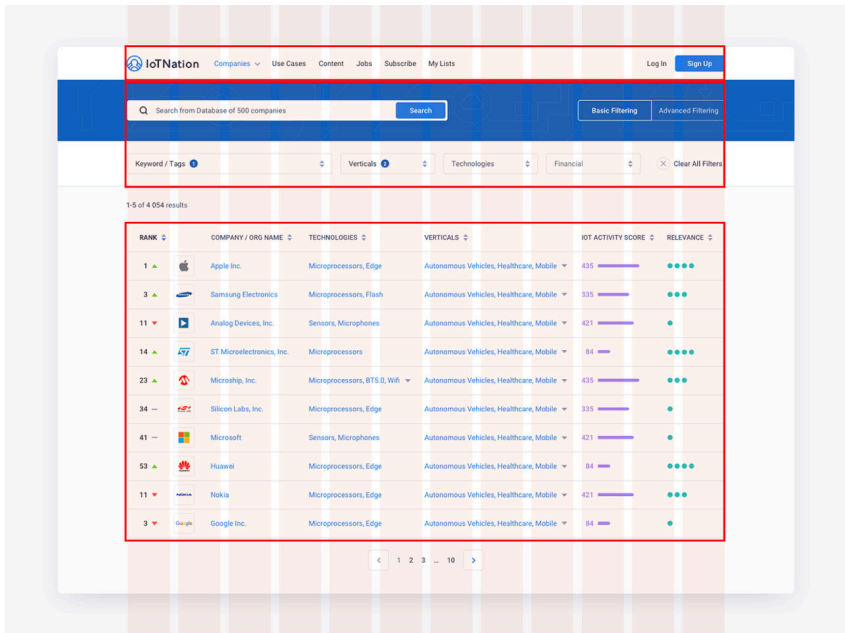 IoTNation Companies Use Cases Content Jobs Subscribe My Lists Log In Sign Up
Search from Database of 500 companies Search Basic Filtering Advanced Filtering
Keyword / Tags 1 Verticals 2 Technologies Financial Clear All Filters
1-5 of 4 054 results
RANK COMPANY / ORG NAME TECHNOLOGIES VERTICALS IOT ACTIVITY SCORE RELEVANCE
1 Apple Inc. Microprocessors, Edge Autonomous Vehicles, Healthcare, Mobile 435
3 SAMSUNG Samsung Electronics Microprocessors, Flash Autonomous Vehicles, Healthcare, Mobile 335
11 Analog Devices, Inc. Sensors, Microphones Autonomous Vehicles, Healthcare, Mobile 421
14 ST ST Microelectronics, Inc. Microprocessors Autonomous Vehicles, Healthcare, Mobile 84
23 Microship, Inc. Microprocessors, BT5.0, Wifi Autonomous Vehicles, Healthcare, Mobile 435
34 Silicon Labs, Inc. Microprocessors, Edge Autonomous Vehicles, Healthcare, Mobile 335
41 Microsoft Sensors, Microphones Autonomous Vehicles, Healthcare, Mobile 421
53 Huawei Microprocessors, Edge Autonomous Vehicles, Healthcare, Mobile 84
11 NOKIA Nokia Microprocessors, Edge Autonomous Vehicles, Healthcare, Mobile 421
3 Google Google Inc. Microprocessors, Edge Autonomous Vehicles, Healthcare, Mobile 84
< 1 2 3 ... 10 >